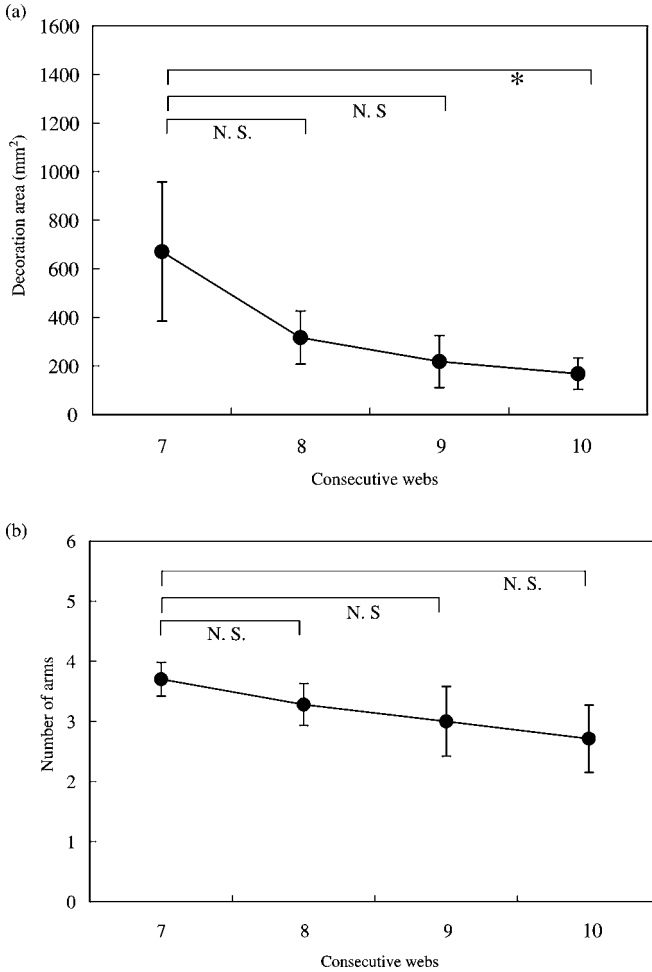 (a)
1600
1400
1200
1000
800
600
400
200
0
Decoration area (mm²)
*
N. S
N. S.
7 8 9 10
Consecutive webs
(b)
6
5
4
3
2
1
0
Number of arms
N. S.
N. S
N. S.
7 8 9 10
Consecutive webs